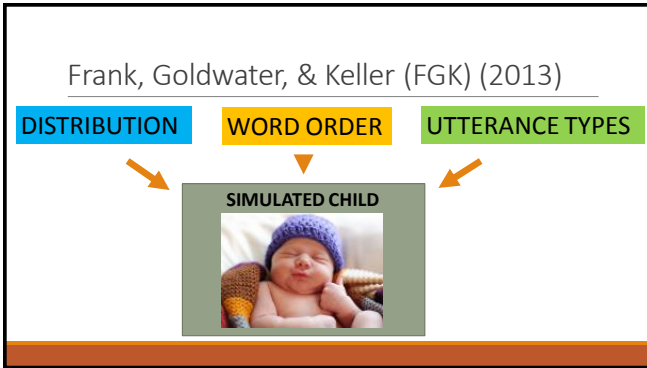 Frank, Goldwater, & Keller (FGK) (2013)
DISTRIBUTION WORD ORDER UTTERANCE TYPES
SIMULATED CHILD